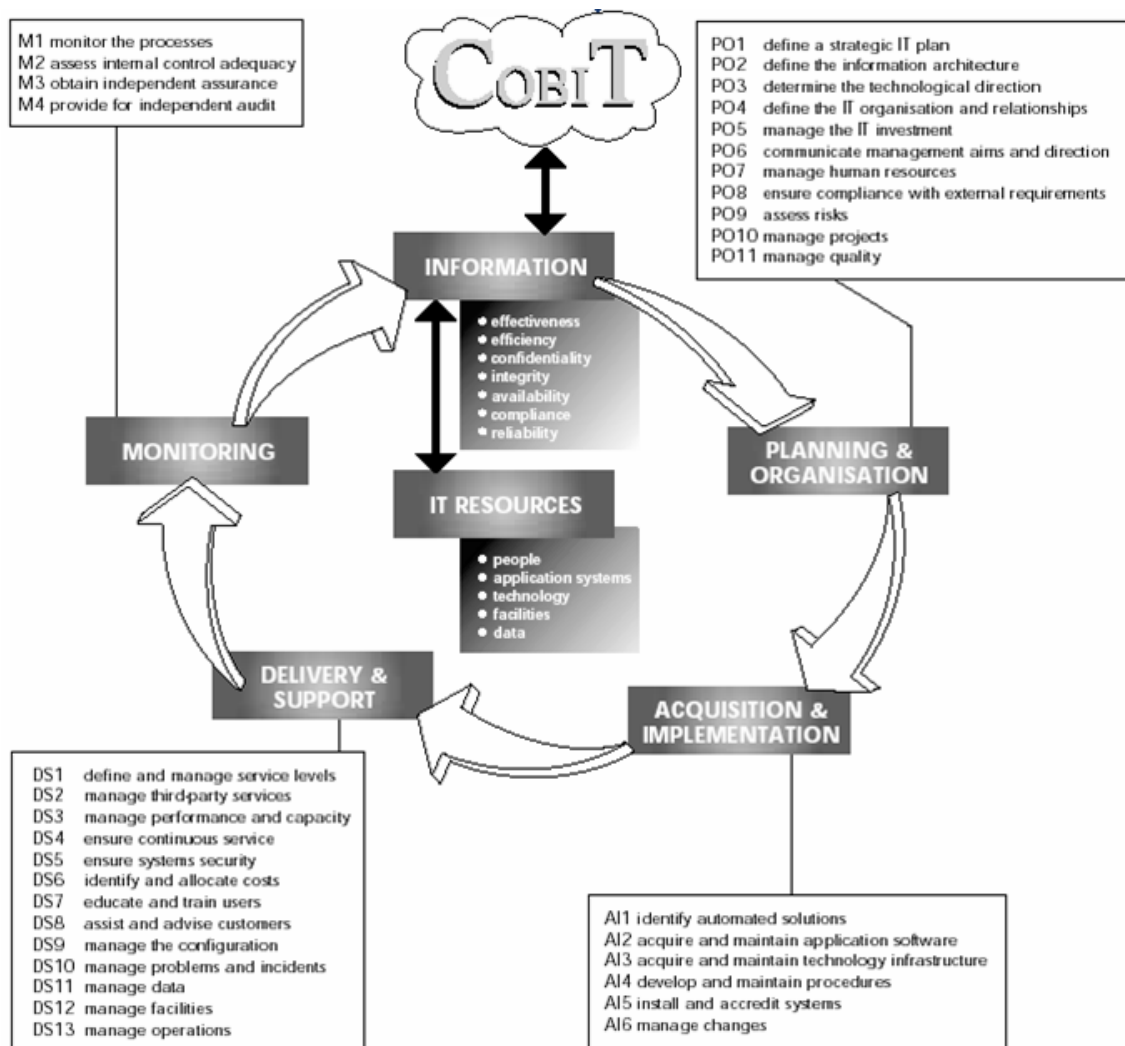 M1 monitor the processes
M2 assess internal control adequacy
M3 obtain independent assurance
M4 provide for independent audit
COBIT
PO1 define a strategic IT plan
PO2 define the information architecture
PO3 determine the technological direction
PO4 define the IT organisation and relationships
PO5 manage the IT investment
PO6 communicate management aims and direction
PO7 manage human resources
PO8 ensure compliance with external requirements
PO9 assess risks
PO10 manage projects
PO11 manage quality
INFORMATION
effectiveness
efficiency
confidentiality
integrity
availability
compliance
reliability
MONITORING
PLANNING &
ORGANISATION
IT RESOURCES
people
application systems
technology
facilities
data
DELIVERY &
SUPPORT
ACQUISITION &
IMPLEMENTATION
DS1 define and manage service levels
DS2 manage third-party services
DS3 manage performance and capacity
DS4 ensure continuous service
DS5 ensure systems security
DS6 identify and allocate costs
DS7 educate and train users
DS8 assist and advise customers
DS9 manage the configuration
DS10 manage problems and incidents
DS11 manage data
DS12 manage facilities
DS13 manage operations
AI1 identify automated solutions
AI2 acquire and maintain application software
AI3 acquire and maintain technology infrastructure
AI4 develop and maintain procedures
AI5 install and accredit systems
AI6 manage changes